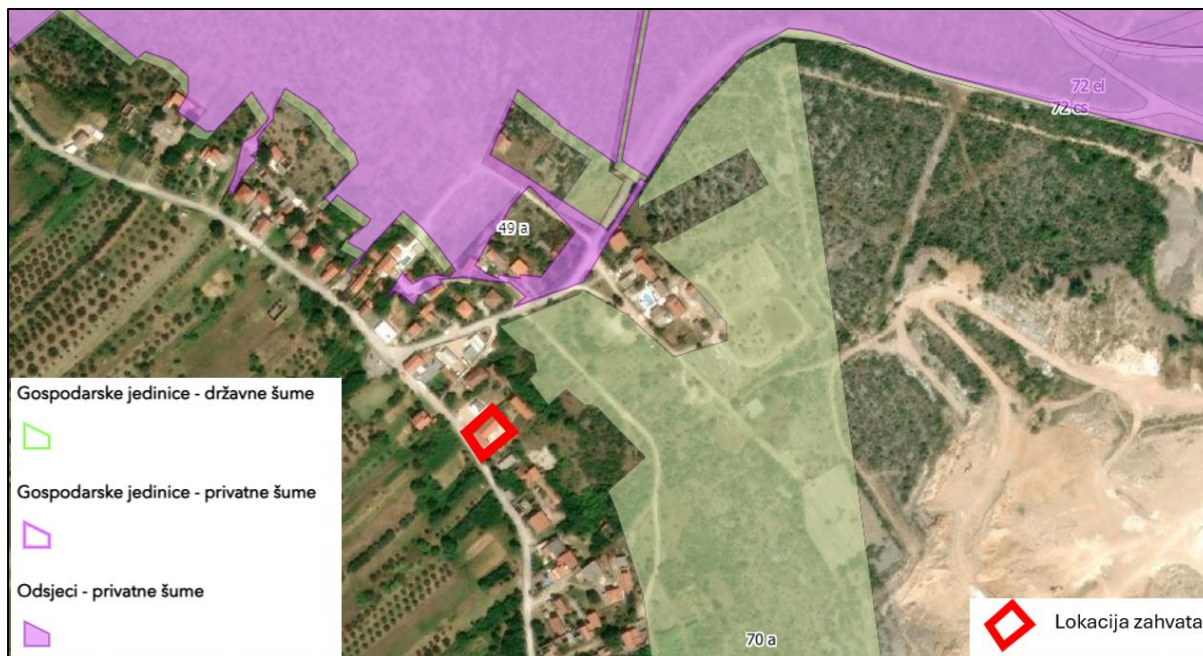 72 el
72 cs
49 a
Gospodarske jedinice - državne šume
Gospodarske jedinice - privatne šume
Odsjeci - privatne šume
70 a
Lokacija zahvata